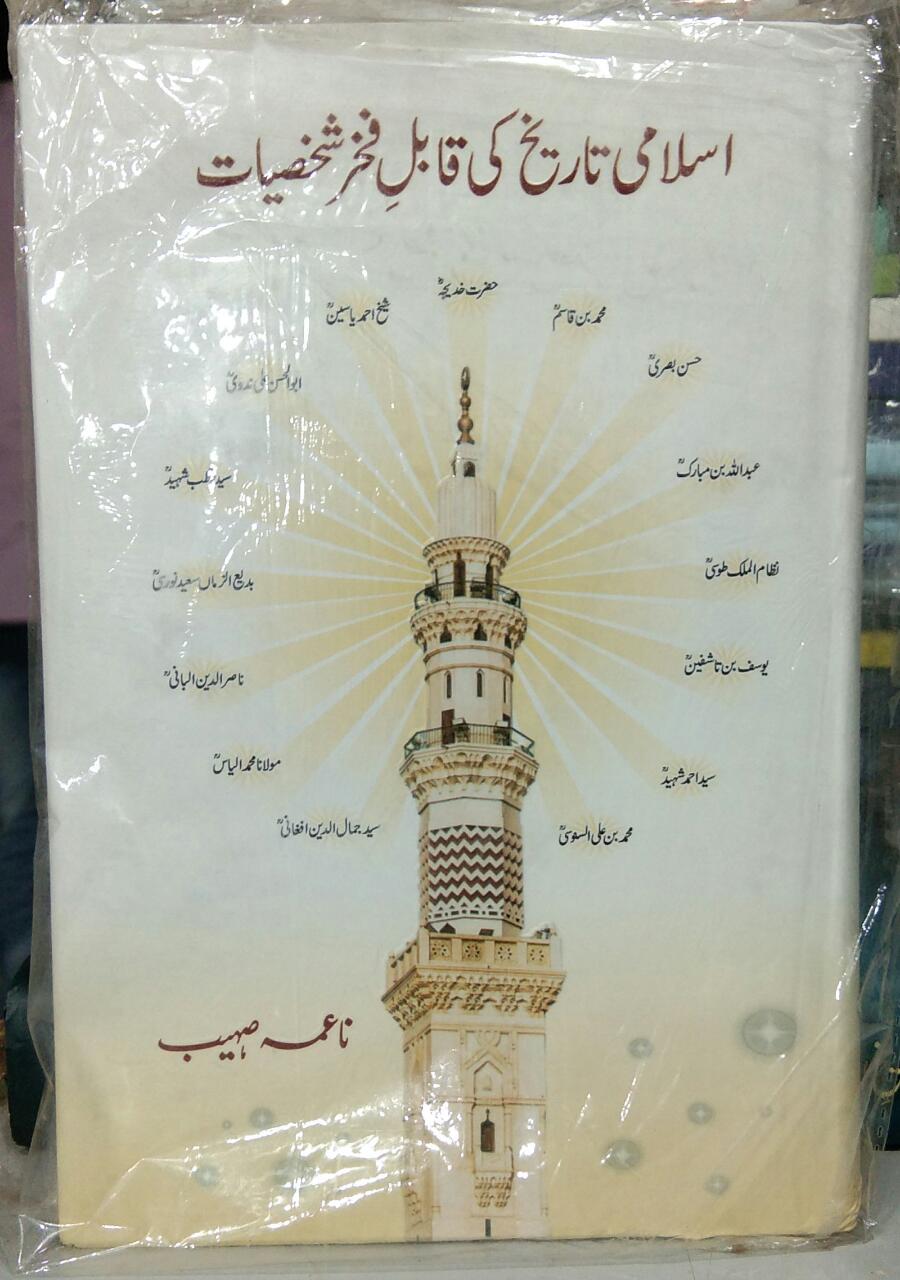 اسلامی تاریخ کی قابلِ فخر شخصیات
حضرت خدیجہؓ
محمد بن قاسمؒ
حسن بصریؒ
عبداللہ بن مبارکؒ
نظام الملک طوسیؒ
یوسف بن تاشفینؒ
سید احمد شہیدؒ
محمد بن علی السنوسیؒ
سید جمال الدین افغانیؒ
مولانا محمد الیاسؒ
ناصر الدین البانیؒ
بدیع الزماں سعید نورسیؒ
سید قطب شہیدؒ
ابوالحسن علی ندویؒ
شیخ احمد یاسینؒ
ناعمہ صہیب